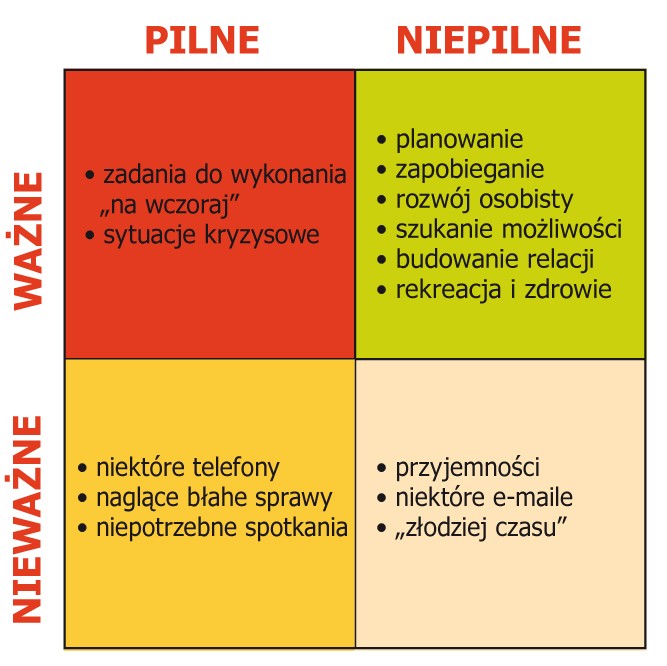 PILNE
NIEPILNE
WAŻNE
• zadania do wykonania
„na wczoraj”
• sytuacje kryzysowe
• planowanie
• zapobieganie
• rozwój osobisty
• szukanie możliwości
• budowanie relacji
• rekreacja i zdrowie
NIEWAŻNE
• niektóre telefony
• naglące błahe sprawy
• niepotrzebne spotkania
• przyjemności
• niektóre e-maile
• „złodziej czasu”